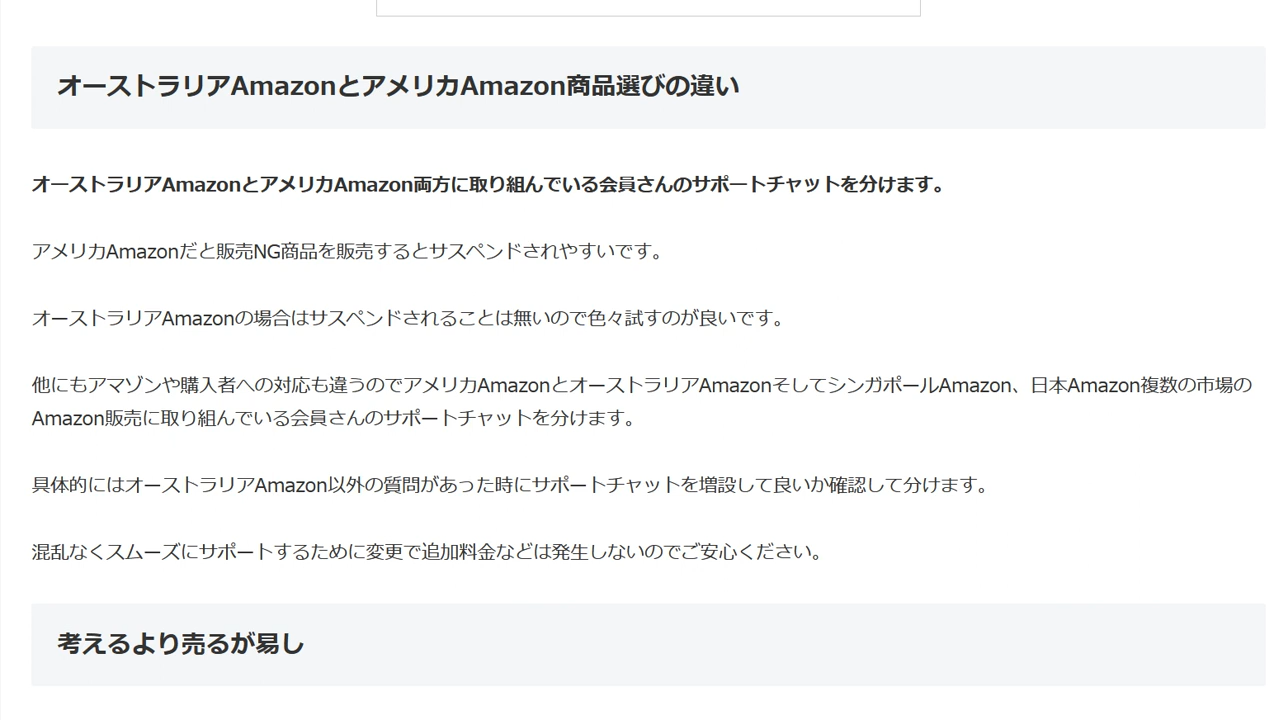 オーストラリアAmazonとアメリカAmazon商品選びの違い
オーストラリアAmazonとアメリカAmazon両方に取り組んでいる会員さんのサポートチャットを分けます。
アメリカAmazonだと販売NG商品を販売するとサスペンドされやすいです。
オーストラリアAmazonの場合はサスペンドされることは無いので色々試すのが良いです。
他にもアマゾンや購入者への対応も違うのでアメリカAmazonとオーストラリアAmazonそしてシンガポールAmazon、日本Amazon複数の市場の
Amazon販売に取り組んでいる会員さんのサポートチャットを分けます。
具体的にはオーストラリアAmazon以外の質問があった時にサポートチャットを増設して良いか確認して分けます。
混乱なくスムーズにサポートするために変更で追加料金などは発生しないのでご安心ください。
考えるより売るが易し